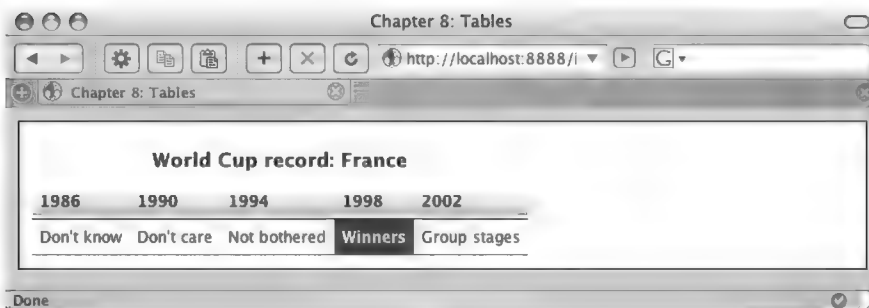 Chapter 8: Tables
http://localhost:8888/i
G
Chapter 8: Tables
World Cup record: France
1986 1990 1994 1998 2002
Don't know Don't care Not bothered Winners Group stages
Done